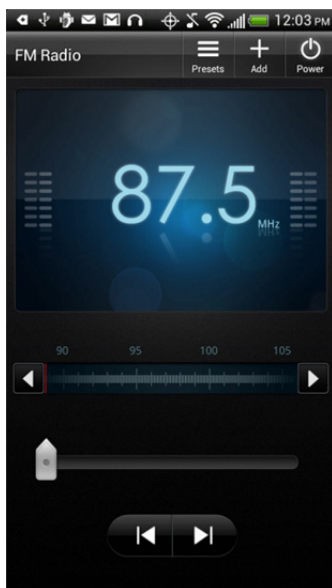 12:03 PM
FM Radio
Presets
Add
Power
87.5
MHz
90 95 100 105